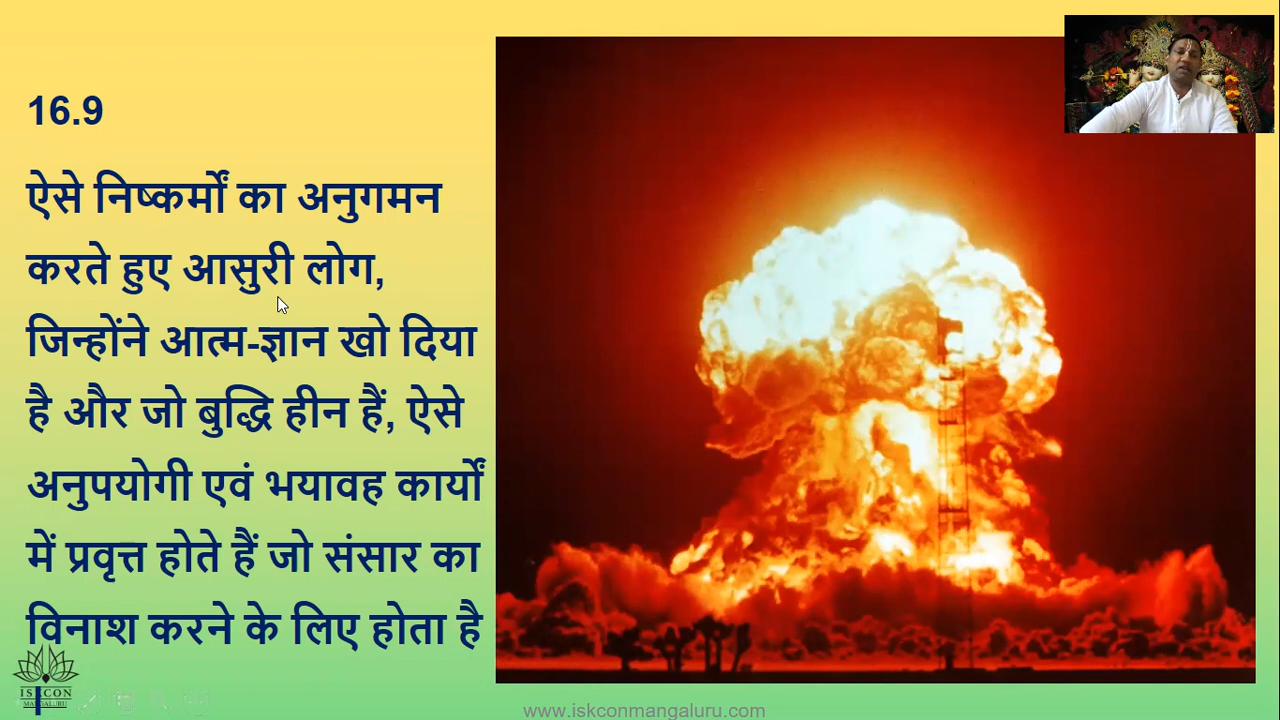 16.9
ऐसे निष्कर्मों का अनुगमन
करते हुए आसुरी लोग,
जिन्होंने आत्म-ज्ञान खो दिया
है और जो बुद्धि हीन हैं, ऐसे
अनुपयोगी एवं भयावह कार्यों
में प्रवृत्त होते हैं जो संसार का
विनाश करने के लिए होता है
ISKCON
MANGALURU
www.iskconmangaluru.com